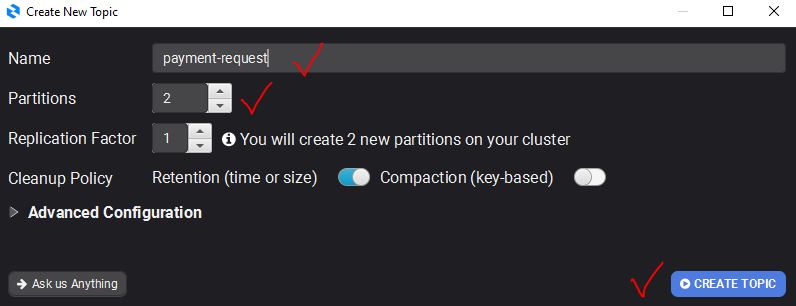 Create New Topic
Name payment-request
Partitions 2
Replication Factor 1 You will create 2 new partitions on your cluster
Cleanup Policy Retention (time or size) Compaction (key-based)
Advanced Configuration
Ask us Anything CREATE TOPIC